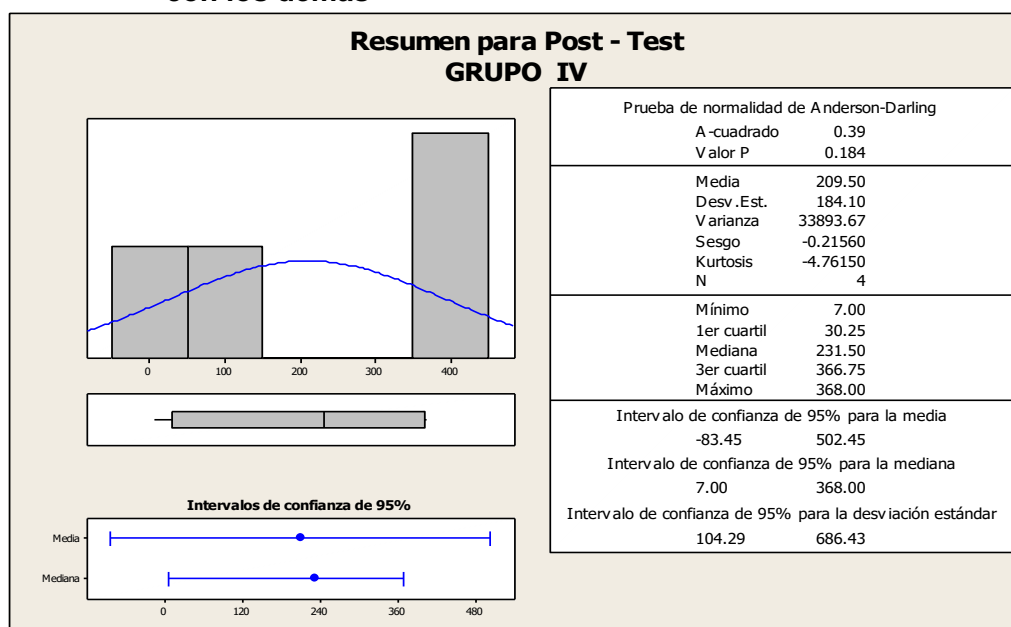 con los demás
Resumen para Post - Test
GRUPO IV
0 100 200 300 400
Intervalos de confianza de 95%
Media
Mediana
0 120 240 360 480
Prueba de normalidad de Anderson-Darling
A-cuadrado 0.39
Valor P 0.184
Media 209.50
Desv.Est. 184.10
Varianza 33893.67
Sesgo -0.21560
Kurtosis -4.76150
N 4
Mínimo 7.00
1er cuartil 30.25
Mediana 231.50
3er cuartil 366.75
Máximo 368.00
Intervalo de confianza de 95% para la media
-83.45 502.45
Intervalo de confianza de 95% para la mediana
7.00 368.00
Intervalo de confianza de 95% para la desviación estándar
104.29 686.43